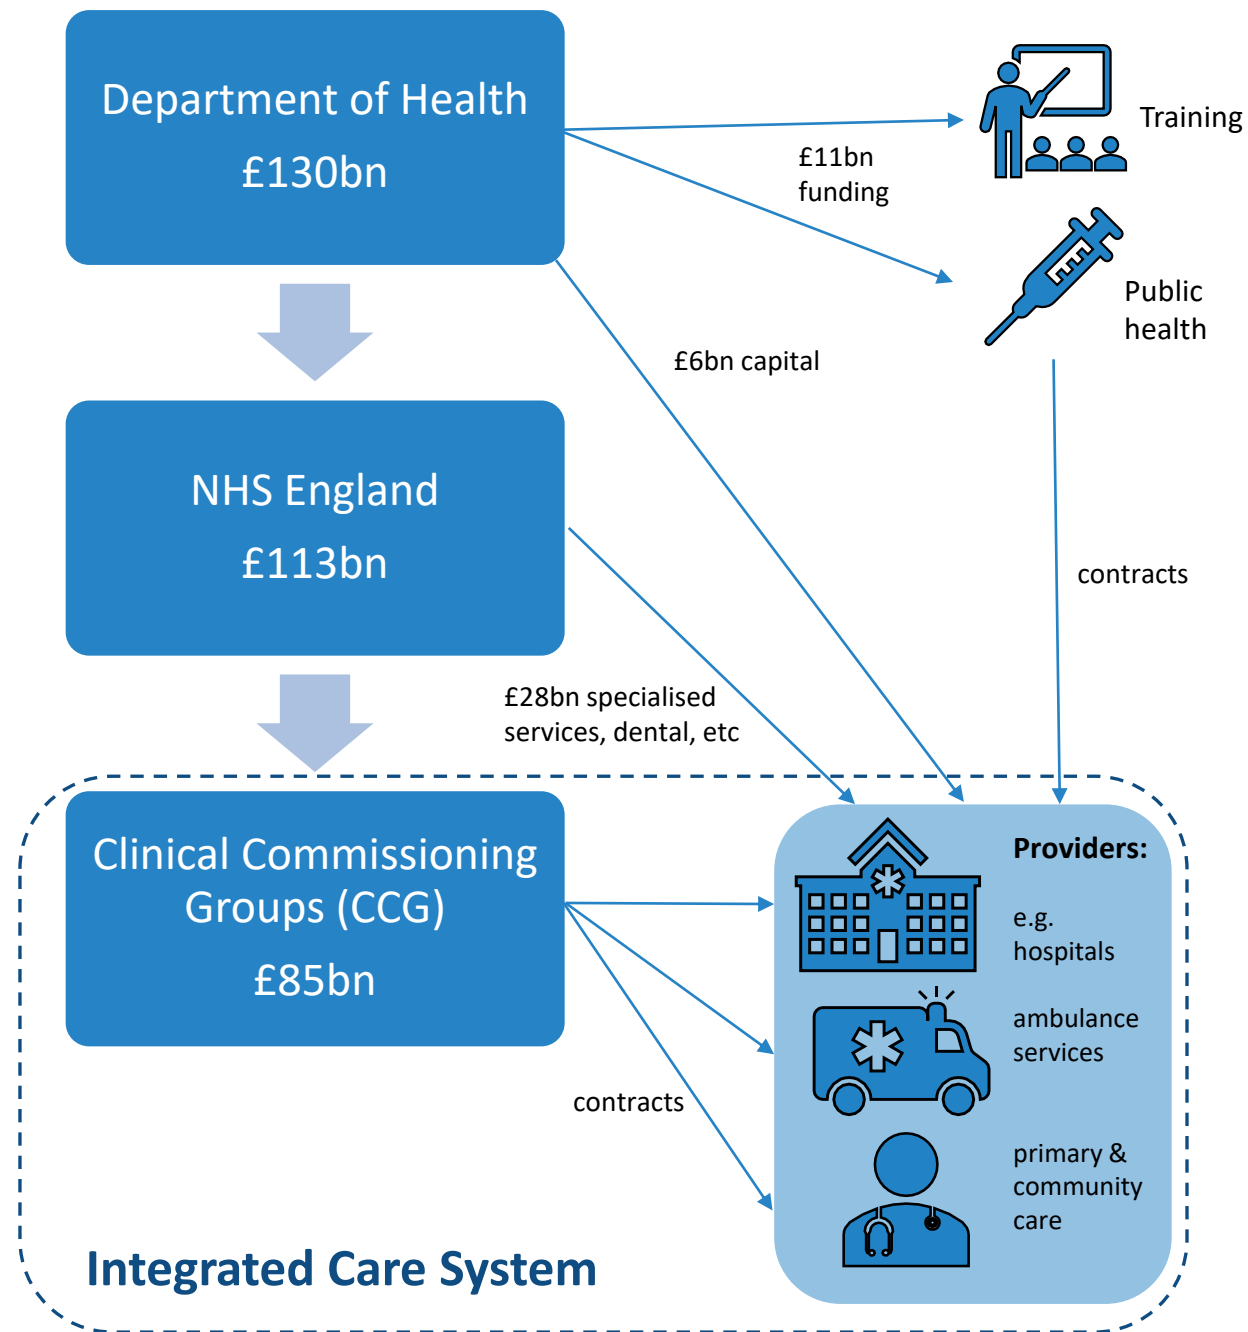 Department of Health
£130bn
Training
£11bn
funding
Public
health
£6bn capital
NHS England
£113bn
contracts
£28bn specialised
services, dental, etc
Clinical Commissioning
Groups (CCG)
£85bn
Providers:
e.g.
hospitals
ambulance
services
contracts
primary &
community
care
Integrated Care System